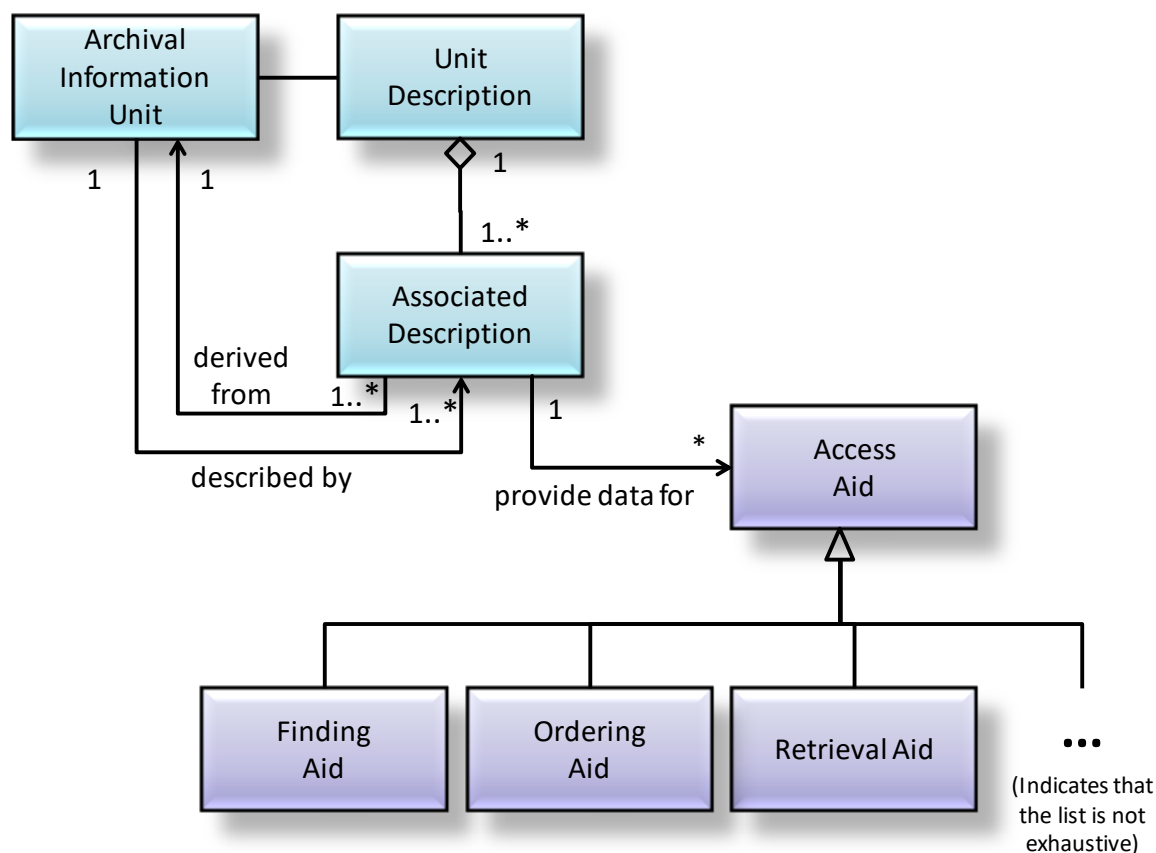 Archival
Information
Unit
Unit
Description
1
1
1
1..*
Associated
Description
derived
from
1..*
1..*
1
*
described by
provide data for
Access
Aid
Finding
Aid
Ordering
Aid
Retrieval Aid
...
(Indicates that
the list is not
exhaustive)